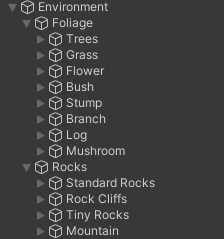 Environment
Foliage
Trees
Grass
Flower
Bush
Stump
Branch
Log
Mushroom
Rocks
Standard Rocks
Rock Cliffs
Tiny Rocks
Mountain